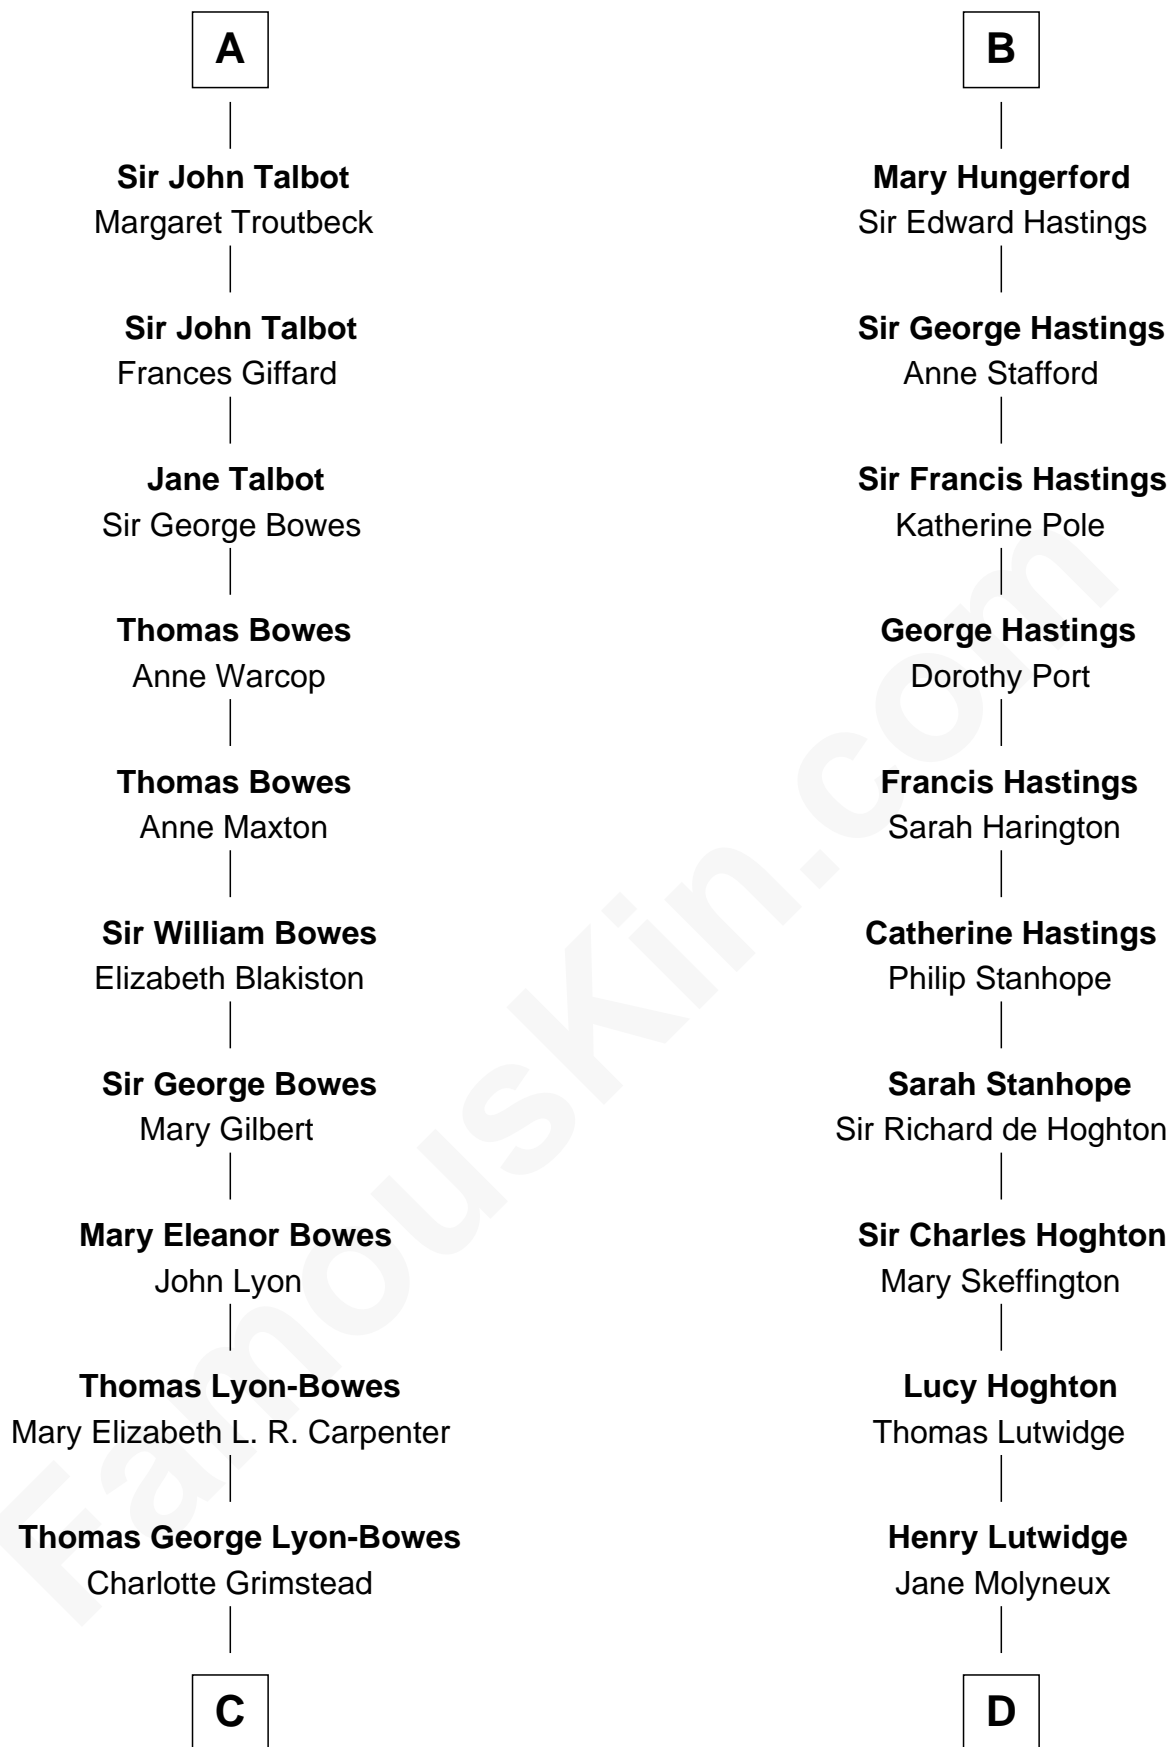 A
Sir John Talbot
Margaret Troutbeck
Sir John Talbot
Frances Giffard
Jane Talbot
Sir George Bowes
Thomas Bowes
Anne Warcop
Thomas Bowes
Anne Maxton
Sir William Bowes
Elizabeth Blakiston
Sir George Bowes
Mary Gilbert
Mary Eleanor Bowes
John Lyon
Thomas Lyon-Bowes
Mary Elizabeth L. R. Carpenter
Thomas George Lyon-Bowes
Charlotte Grimstead
C
B
Mary Hungerford
Sir Edward Hastings
Sir George Hastings
Anne Stafford
Sir Francis Hastings
Katherine Pole
George Hastings
Dorothy Port
Francis Hastings
Sarah Harington
Catherine Hastings
Philip Stanhope
Sarah Stanhope
Sir Richard de Hoghton
Sir Charles Hoghton
Mary Skeffington
Lucy Hoghton
Thomas Lutwidge
Henry Lutwidge
Jane Molyneux
D
FamousKin.com